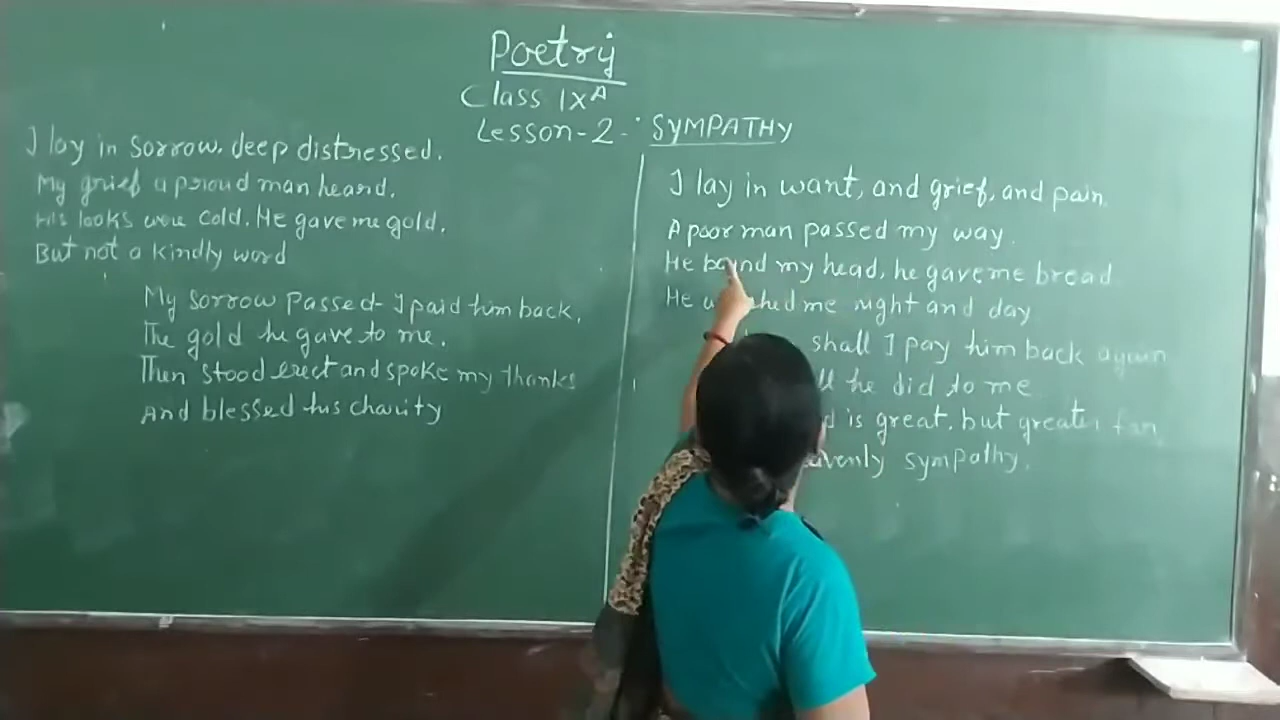 Poetry
Class IX A
Lesson-2- SYMPATHY
I lay in sorrow, deep distressed.
My grief a proud man heard.
His looks were cold. He gave me gold.
But not a kindly word
My sorrow passed- I paid him back.
The gold he gave to me.
Then stood erect and spoke my thanks
And blessed his charity
I lay in want, and grief, and pain.
A poor man passed my way.
He bound my head, he gave me bread
He me night and day
shall I pay him back again
he did to me
is great, but greater far
sympathy.